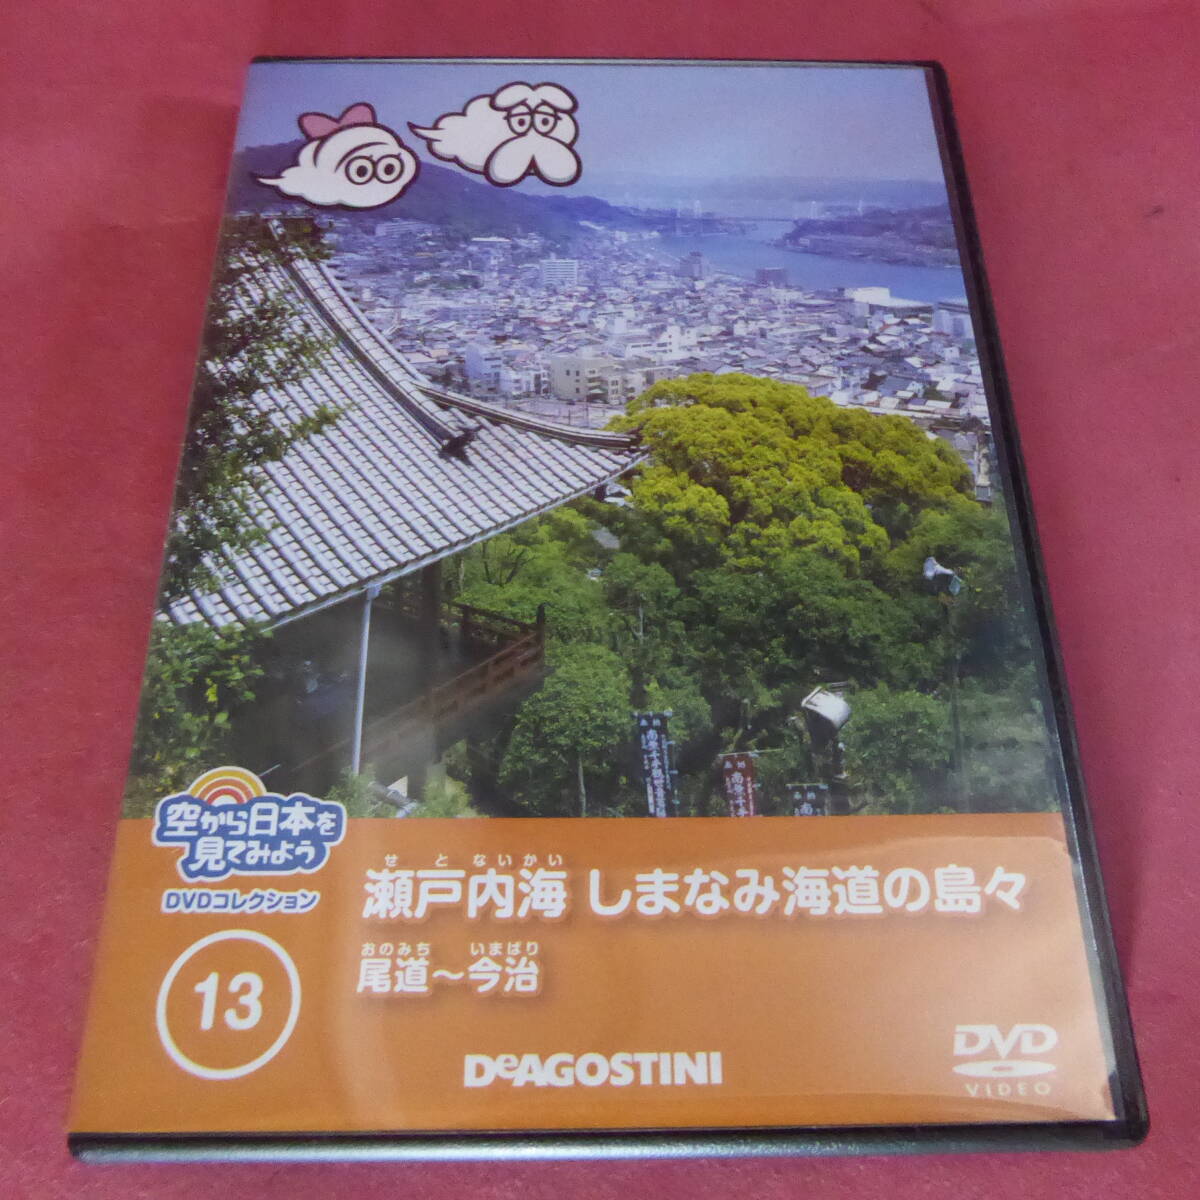 空から日本を
見てみよう
DVDコレクション
13
せとないかい
瀬戸内海 しまなみ海道の島々
おのみち いまばり
尾道～今治
DeAGOSTINI
DVD
VIDEO